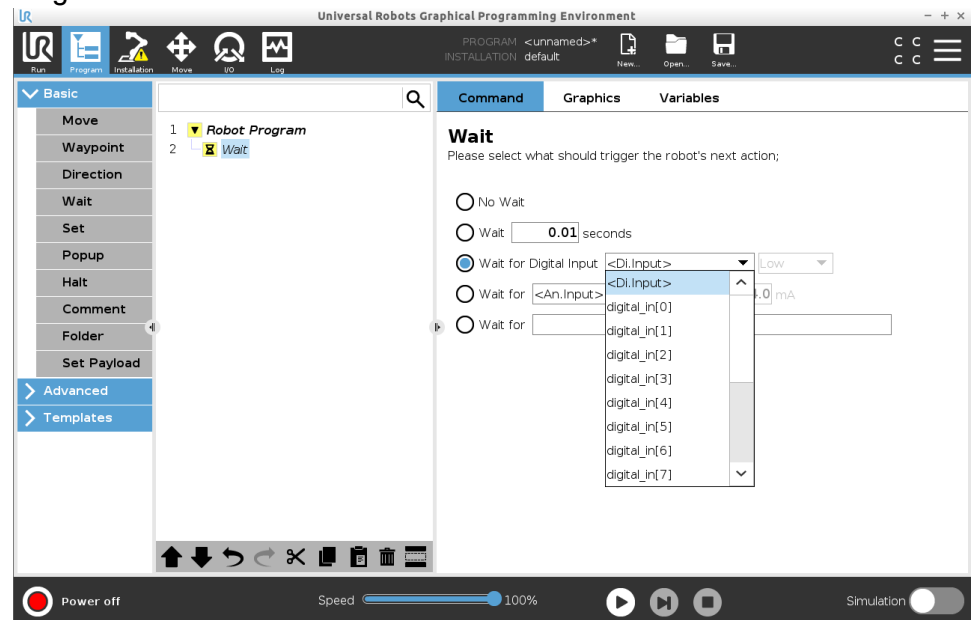 Universal Robots Graphical Programming Environment
PROGRAM <unnamed>*
INSTALLATION default
Run Program Installation Move I/O Log New... Open... Save...
C C
C C
Basic
Move
Waypoint
Direction
Wait
Set
Popup
Halt
Comment
Folder
Set Payload
Advanced
Templates
1 Robot Program
2 Wait
Command Graphics Variables
Wait
Please select what should trigger the robot's next action;
No Wait
Wait 0.01 seconds
Wait for Digital Input <Di.Input> Low
<Di.Input>
Wait for <An.Input> .0 mA
digital_in[0]
Wait for
digital_in[1]
digital_in[2]
digital_in[3]
digital_in[4]
digital_in[5]
digital_in[6]
digital_in[7]
Power off Speed 100% Simulation